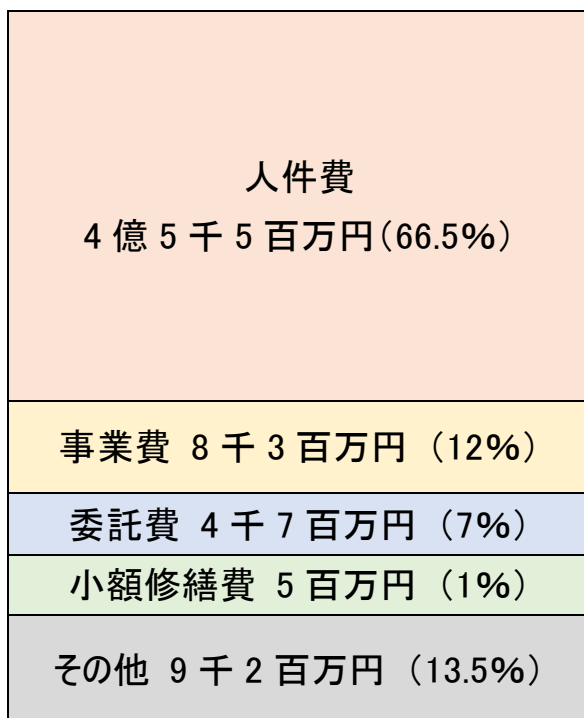 人件費
4 億 5 千 5 百万円（66.5％）
事業費 8 千 3 百万円 （12％）
委託費 4 千 7 百万円 （7％）
小額修繕費 5 百万円 （1％）
その他 9 千 2 百万円 （13.5％）